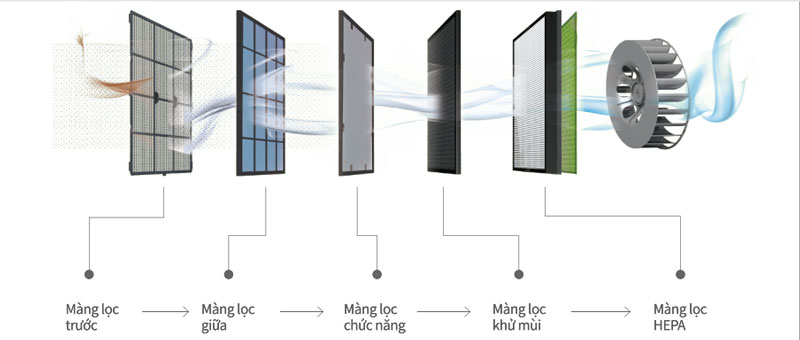 Màng lọc
trước
Màng lọc
giữa
Màng lọc
chức năng
Màng lọc
khử mùi
Màng lọc
HEPA